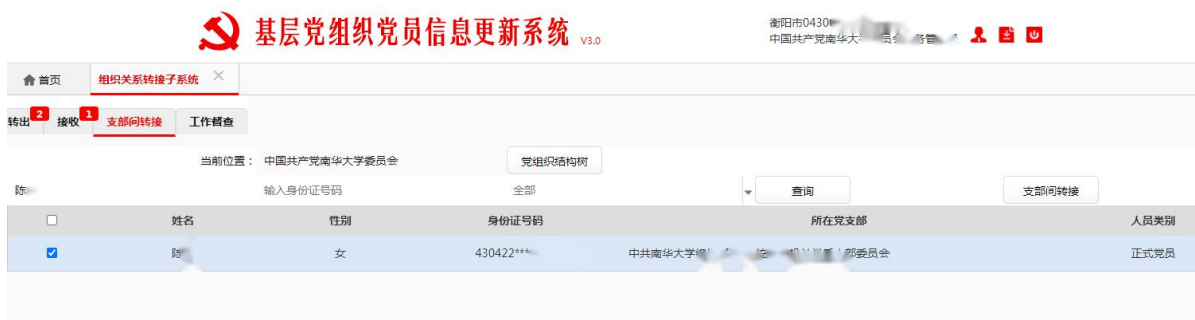 基层党组织党员信息更新系统 V3.0
衡阳市0430
中国共产党南华大
首页 组织关系转接子系统
转出 2 接收 1 支部间转接 工作督查
当前位置： 中国共产党南华大学委员会 党组织结构树
陈 输入身份证号码 全部 查询 支部间转接
姓名 性别 身份证号码 所在党支部 人员类别
陈 女 430422*** 中共南华大学 部委员会 正式党员